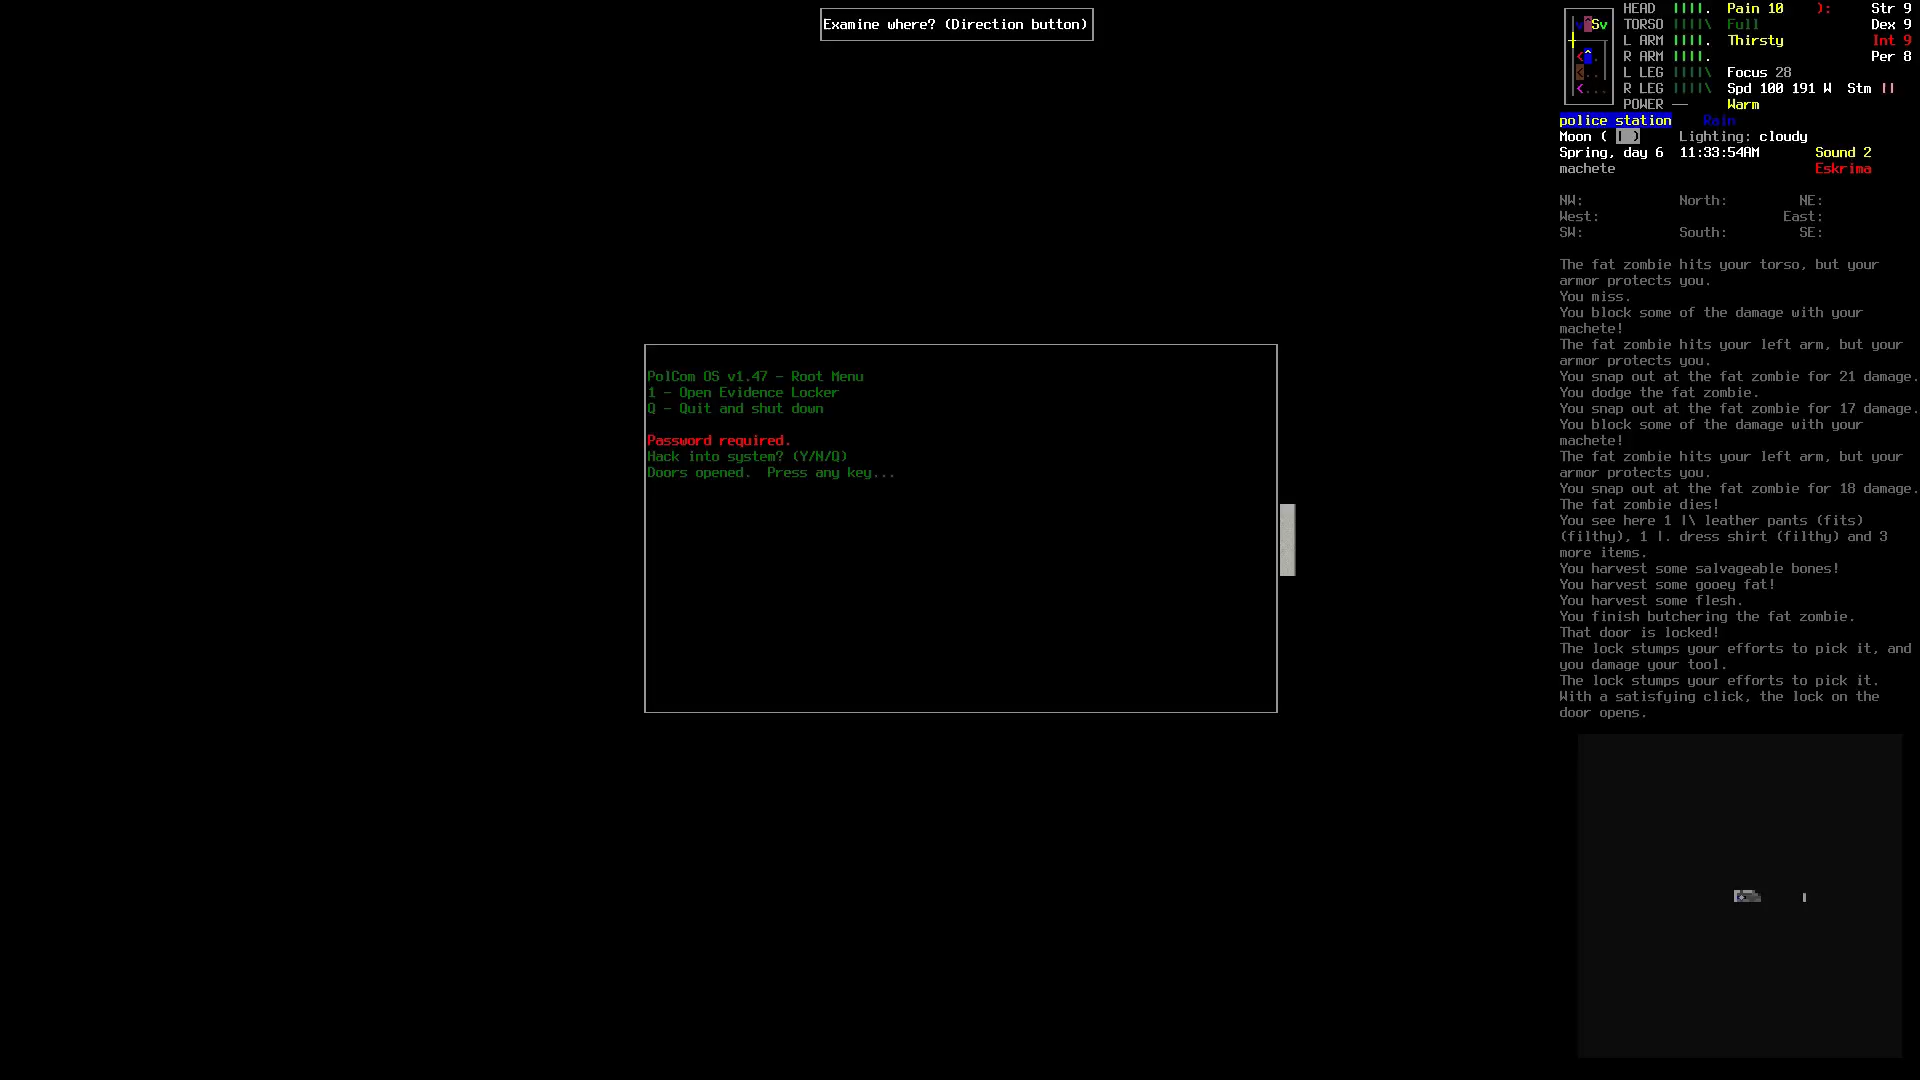 Examine where? (Direction button)
PolCom OS v1.47 - Root Menu
1 - Open Evidence Locker
Q - Quit and shut down
Password required.
Hack into system? (Y/N/Q)
Doors opened.  Press any key...
HEAD ||||. Pain 10 ): Str 9
TORSO ||||\ Full Dex 9
L ARM ||||. Thirsty Int 9
R ARM ||||. Per 8
L LEG ||||\ Focus 28
R LEG ||||\ Spd 100 191 W Stm ||
POWER -- Warm
police station Rain
Moon ( | ) Lighting: cloudy
Spring, day 6 11:33:54AM Sound 2
machete Eskrima
NW: North: NE:
West: East:
SW: South: SE:
The fat zombie hits your torso, but your
armor protects you.
You miss.
You block some of the damage with your
machete!
The fat zombie hits your left arm, but your
armor protects you.
You snap out at the fat zombie for 21 damage.
You dodge the fat zombie.
You snap out at the fat zombie for 17 damage.
You block some of the damage with your
machete!
The fat zombie hits your left arm, but your
armor protects you.
You snap out at the fat zombie for 18 damage.
The fat zombie dies!
You see here 1 |\ leather pants (fits)
(filthy), 1 |. dress shirt (filthy) and 3
more items.
You harvest some salvageable bones!
You harvest some gooey fat!
You harvest some flesh.
You finish butchering the fat zombie.
That door is locked!
The lock stumps your efforts to pick it, and
you damage your tool.
The lock stumps your efforts to pick it.
With a satisfying click, the lock on the
door opens.